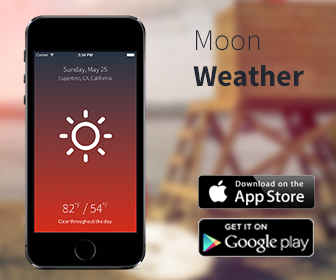 Carrier 3:34 PM
Sunday, May 25
Cupertino, CA, California
82°F / 54°F
Clear throughout the day.
Moon
Weather
Download on the
App Store
GET IT ON
Google play